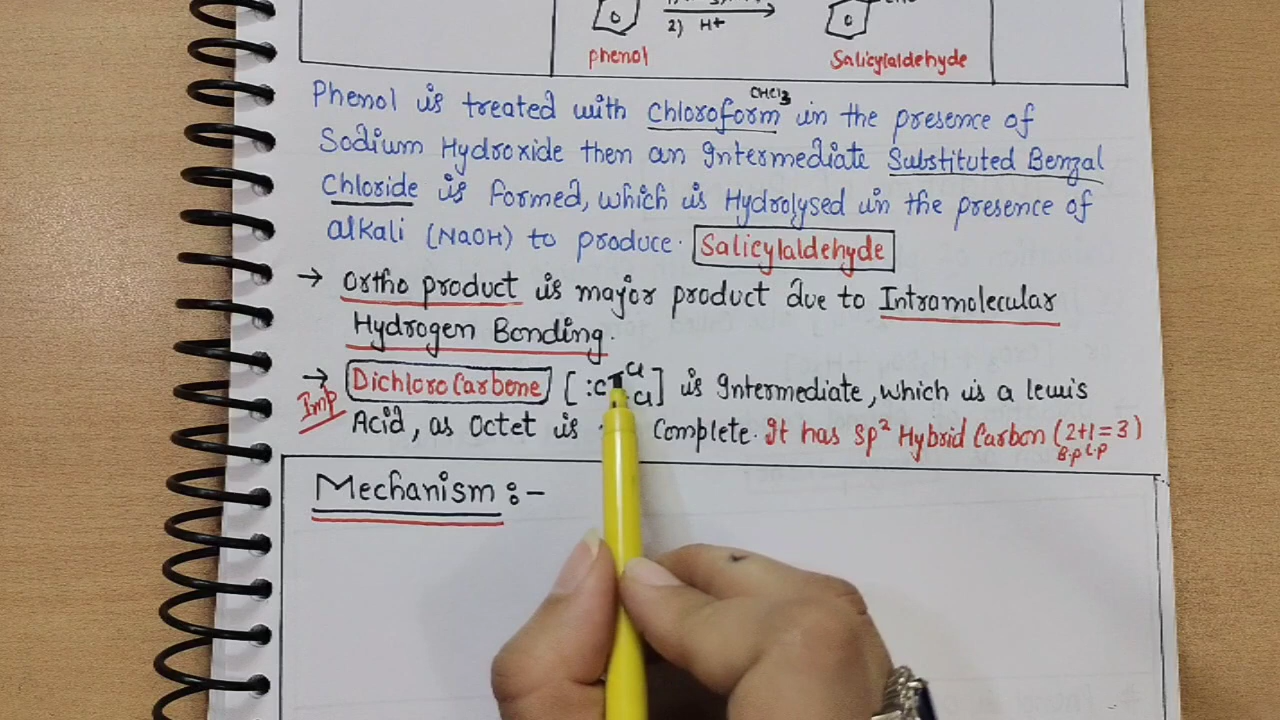 2) H+
phenol
Salicylaldehyde
CHCl3
Phenol is treated with Chloroform in the presence of
Sodium Hydroxide then an Intermediate Substituted Benzal
Chloride is formed, which is Hydrolysed in the presence of
alkali (NaOH) to produce. Salicylaldehyde
→ Ortho product is major product due to Intramolecular
Hydrogen Bonding.
→ Dichloro Carbene [:C Cl Cl] is Intermediate, which is a lewis
Imp
Acid, as Octet is Complete. It has Sp² Hybrid Carbon (2+1=3)
B.p L.p
Mechanism :-